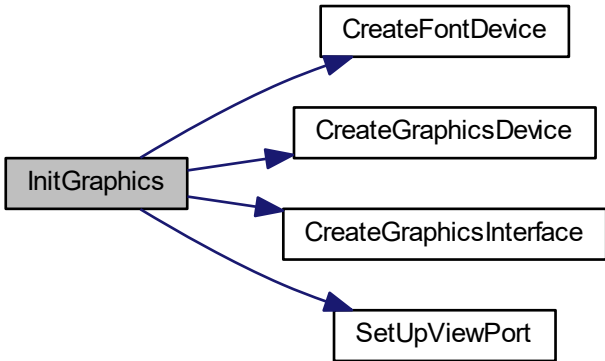 CreateFontDevice
CreateGraphicsDevice
InitGraphics
CreateGraphicsInterface
SetUpViewPort